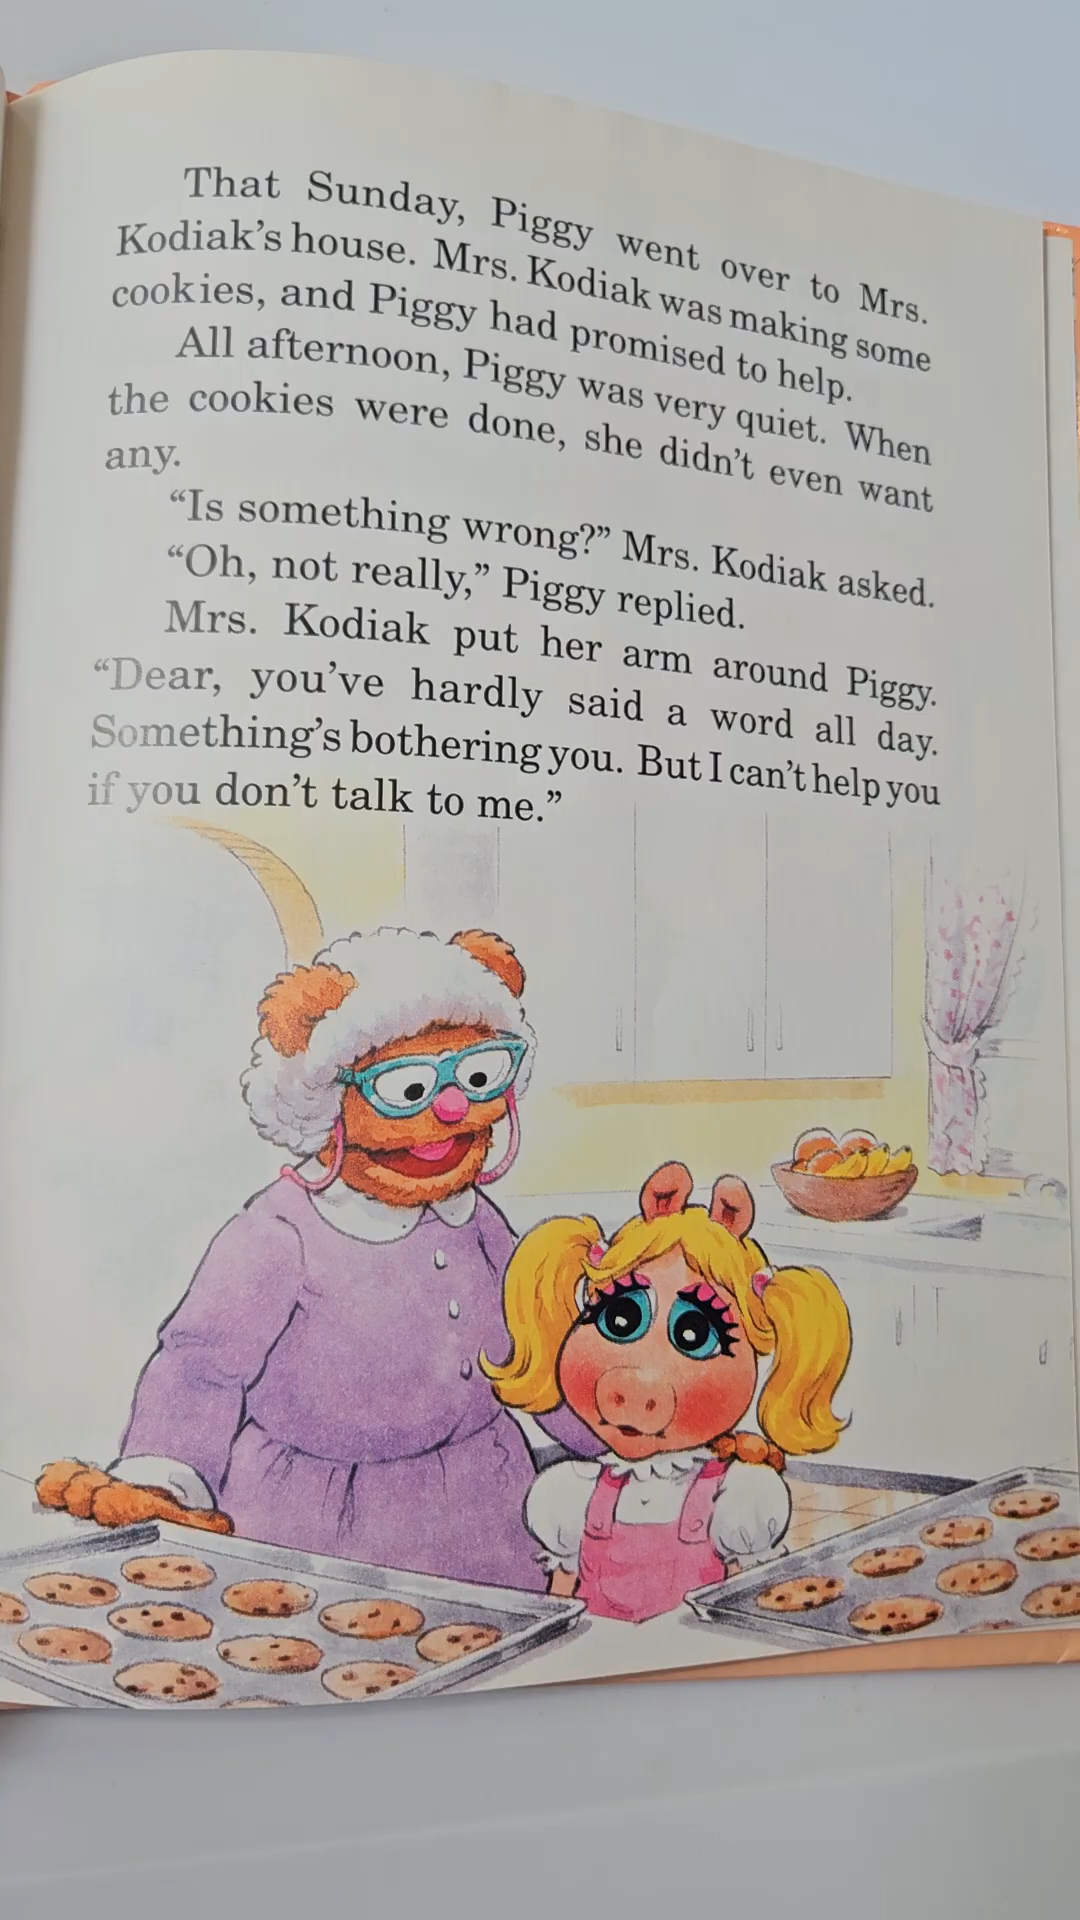 That Sunday, Piggy went over to Mrs.
Kodiak's house. Mrs. Kodiak was making some
cookies, and Piggy had promised to help.
All afternoon, Piggy was very quiet. When
the cookies were done, she didn't even want
any.
“Is something wrong?” Mrs. Kodiak asked.
“Oh, not really,” Piggy replied.
Mrs. Kodiak put her arm around Piggy.
“Dear, you've hardly said a word all day.
Something's bothering you. But I can't help you
if you don't talk to me.”